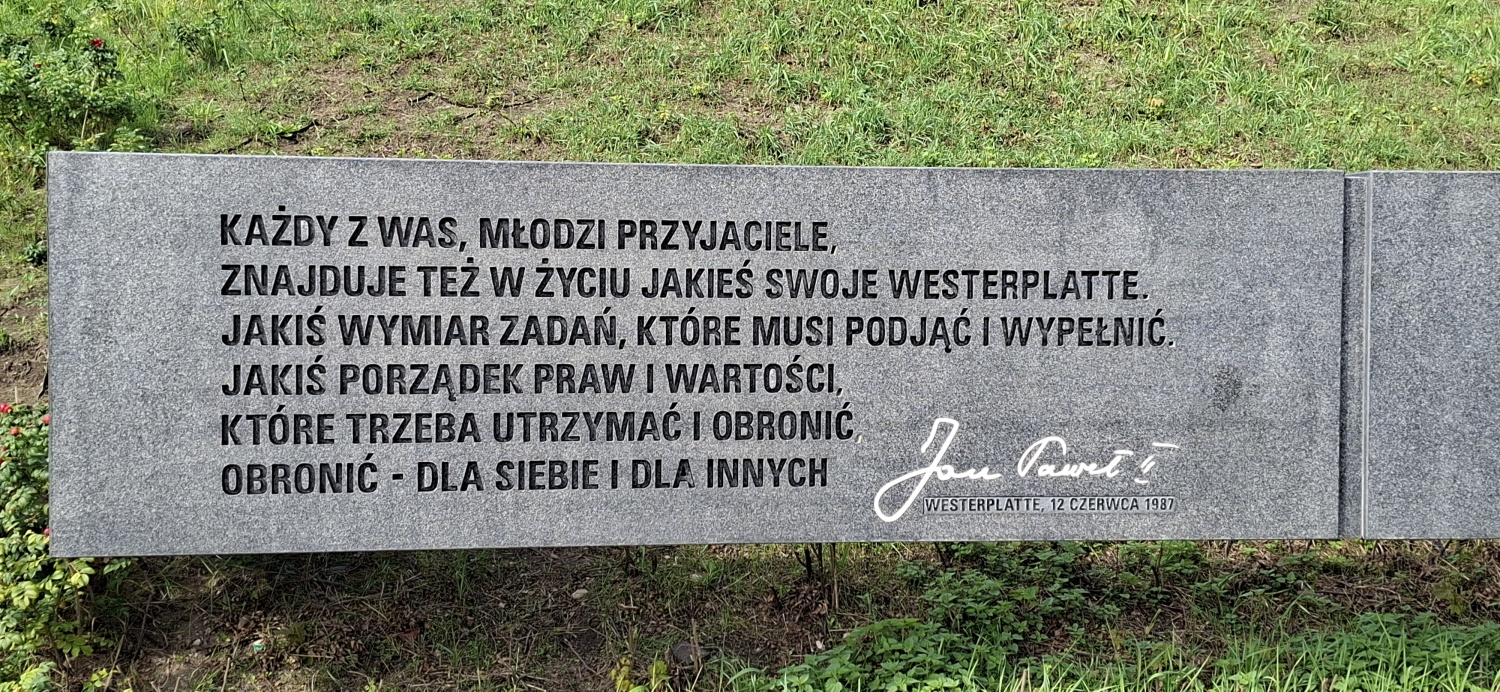 KAŻDY Z WAS, MŁODZI PRZYJACIELE,
ZNAJDUJE TEŻ W ŻYCIU JAKIEŚ SWOJE WESTERPLATTE.
JAKIŚ WYMIAR ZADAŃ, KTÓRE MUSI PODJĄĆ I WYPEŁNIĆ.
JAKIŚ PORZĄDEK PRAW I WARTOŚCI,
KTÓRE TRZEBA UTRZYMAĆ I OBRONIĆ,
OBRONIĆ - DLA SIEBIE I DLA INNYCH
Jan Paweł II
WESTERPLATTE, 12 CZERWCA 1987